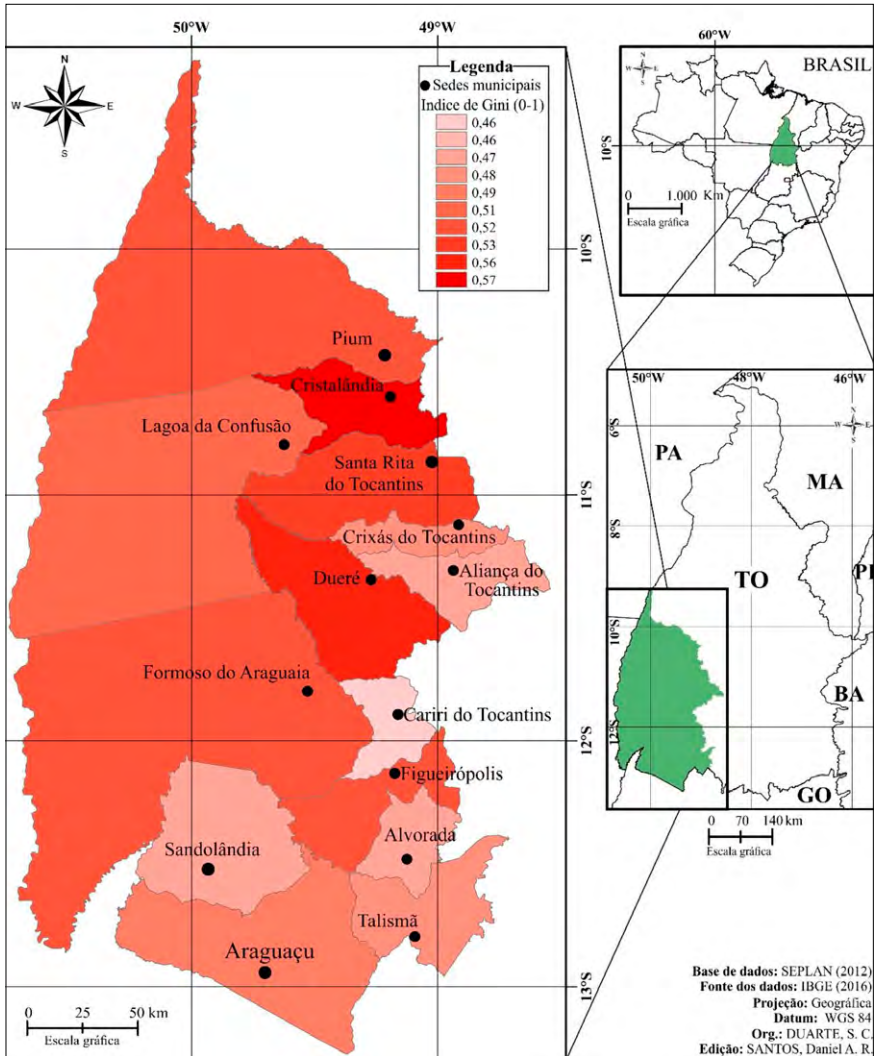 50°W
49°W
N
W
E
S
Legenda
Sedes municipais
Indice de Gini (0-1)
0,46
0,46
0,47
0,48
0,49
0,51
0,52
0,53
0,56
0,57
10°S
11°S
12°S
13°S
Pium
Cristalândia
Lagoa da Confusão
Santa Rita
do Tocantins
Crixás do Tocantins
Dueré
Aliança do
Tocantins
Formoso do Araguaia
Cariri do Tocantins
Figueirópolis
Alvorada
Sandolândia
Talismã
Araguaçu
0 25 50 km
Escala gráfica
60°W
BRASIL
N
W
E
S
10°S
0 1.000 Km
Escala gráfica
50°W
48°W
46°W
N
W
E
S
6°S
8°S
10°S
12°S
PA
MA
TO
PI
BA
GO
0 70 140 km
Escala gráfica
Base de dados: SEPLAN (2012)
Fonte dos dados: IBGE (2016)
Projeção: Geográfica
Datum: WGS 84
Org.: DUARTE, S. C.
Edição: SANTOS, Daniel A. R.